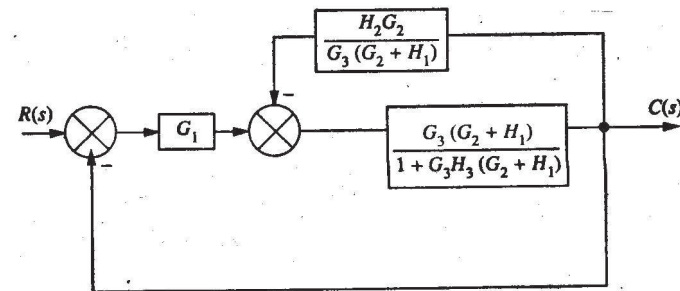 H₂G₂
G₃ (G₂ + H₁)
R(s)
G₁
C(s)
G₃ (G₂ + H₁)
1 + G₃H₃ (G₂ + H₁)
−
−